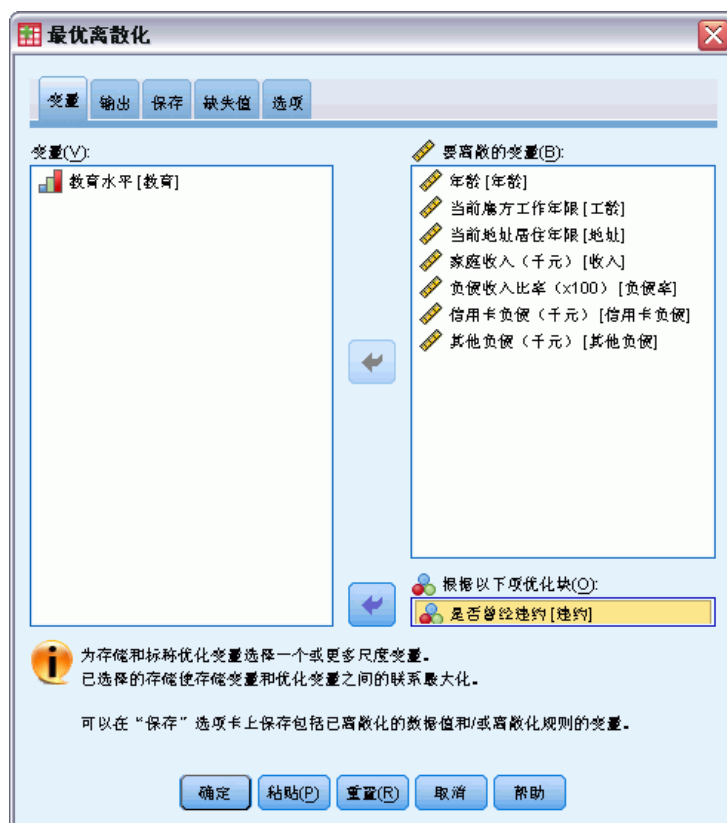 最优离散化
变量 输出 保存 缺失值 选项
变量(V):
教育水平 [教育]
要离散的变量(B):
年龄 [年龄]
当前雇方工作年限 [工龄]
当前地址居住年限 [地址]
家庭收入（千元） [收入]
负债收入比率（x100） [负债率]
信用卡负债（千元） [信用卡负债]
其他负债（千元） [其他负债]
根据以下项优化块(O):
是否曾经违约 [违约]
为存储和标称优化变量选择一个或更多尺度变量。
已选择的存储使存储变量和优化变量之间的联系最大化。
可以在“保存”选项卡上保存包括已离散化的数据值和/或离散化规则的变量。
确定 粘贴(P) 重置(R) 取消 帮助